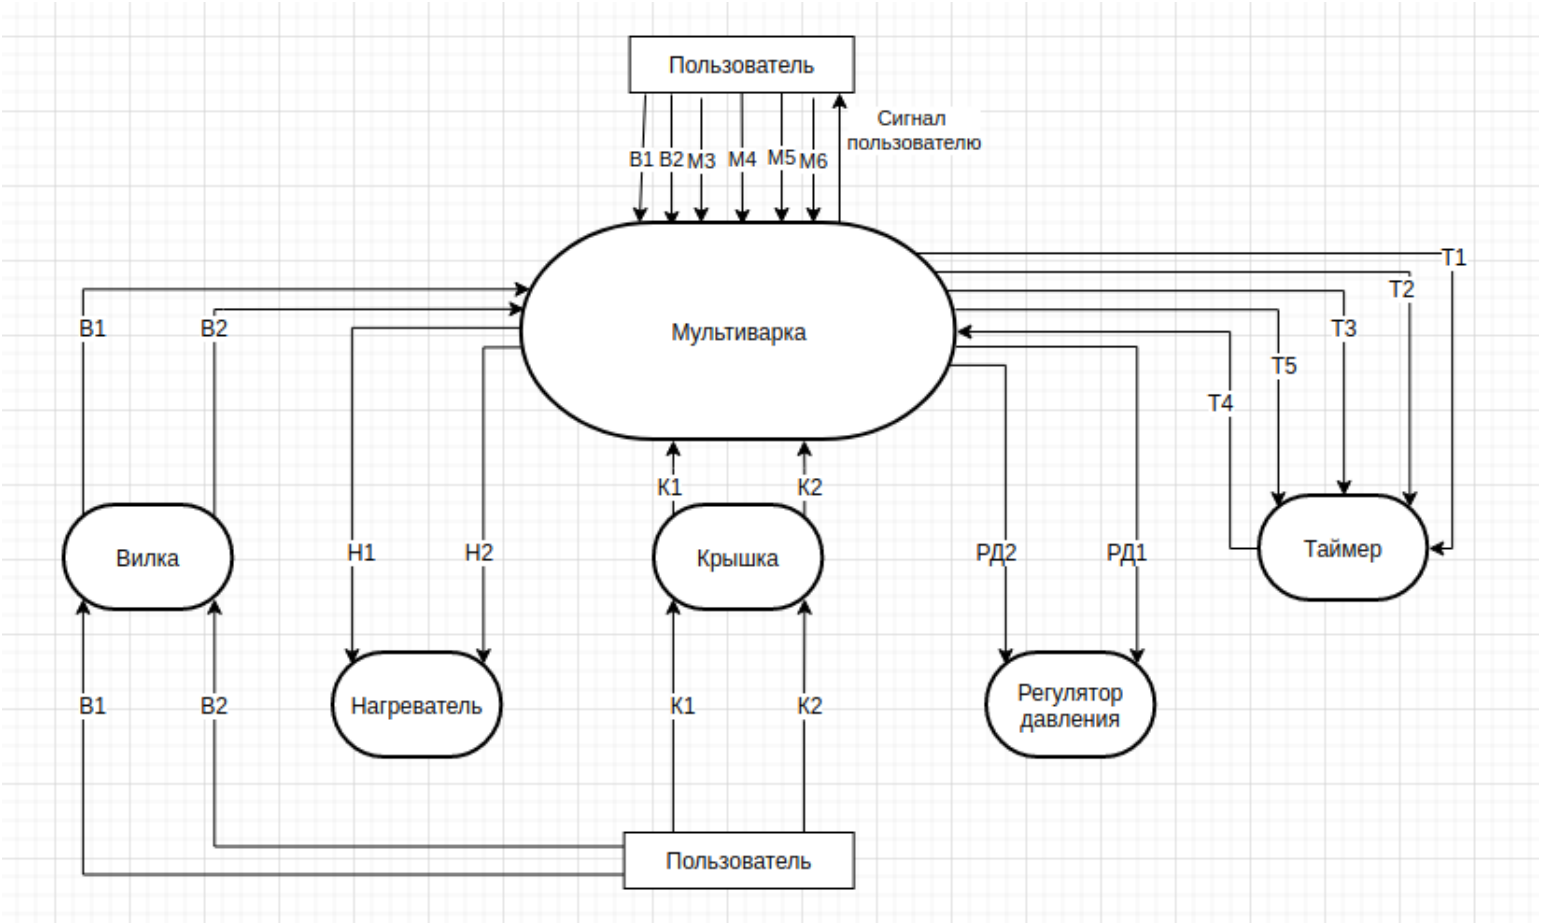 Пользователь
Сигнал
пользователю
В1 В2 М3 М4 М5 М6
Т1
Т2
В1 В2 Мультиварка Т3
Т5
Т4
К1 К2
Вилка Н1 Н2 Крышка РД2 РД1 Таймер
В1 В2 Нагреватель К1 К2 Регулятор
давления
Пользователь